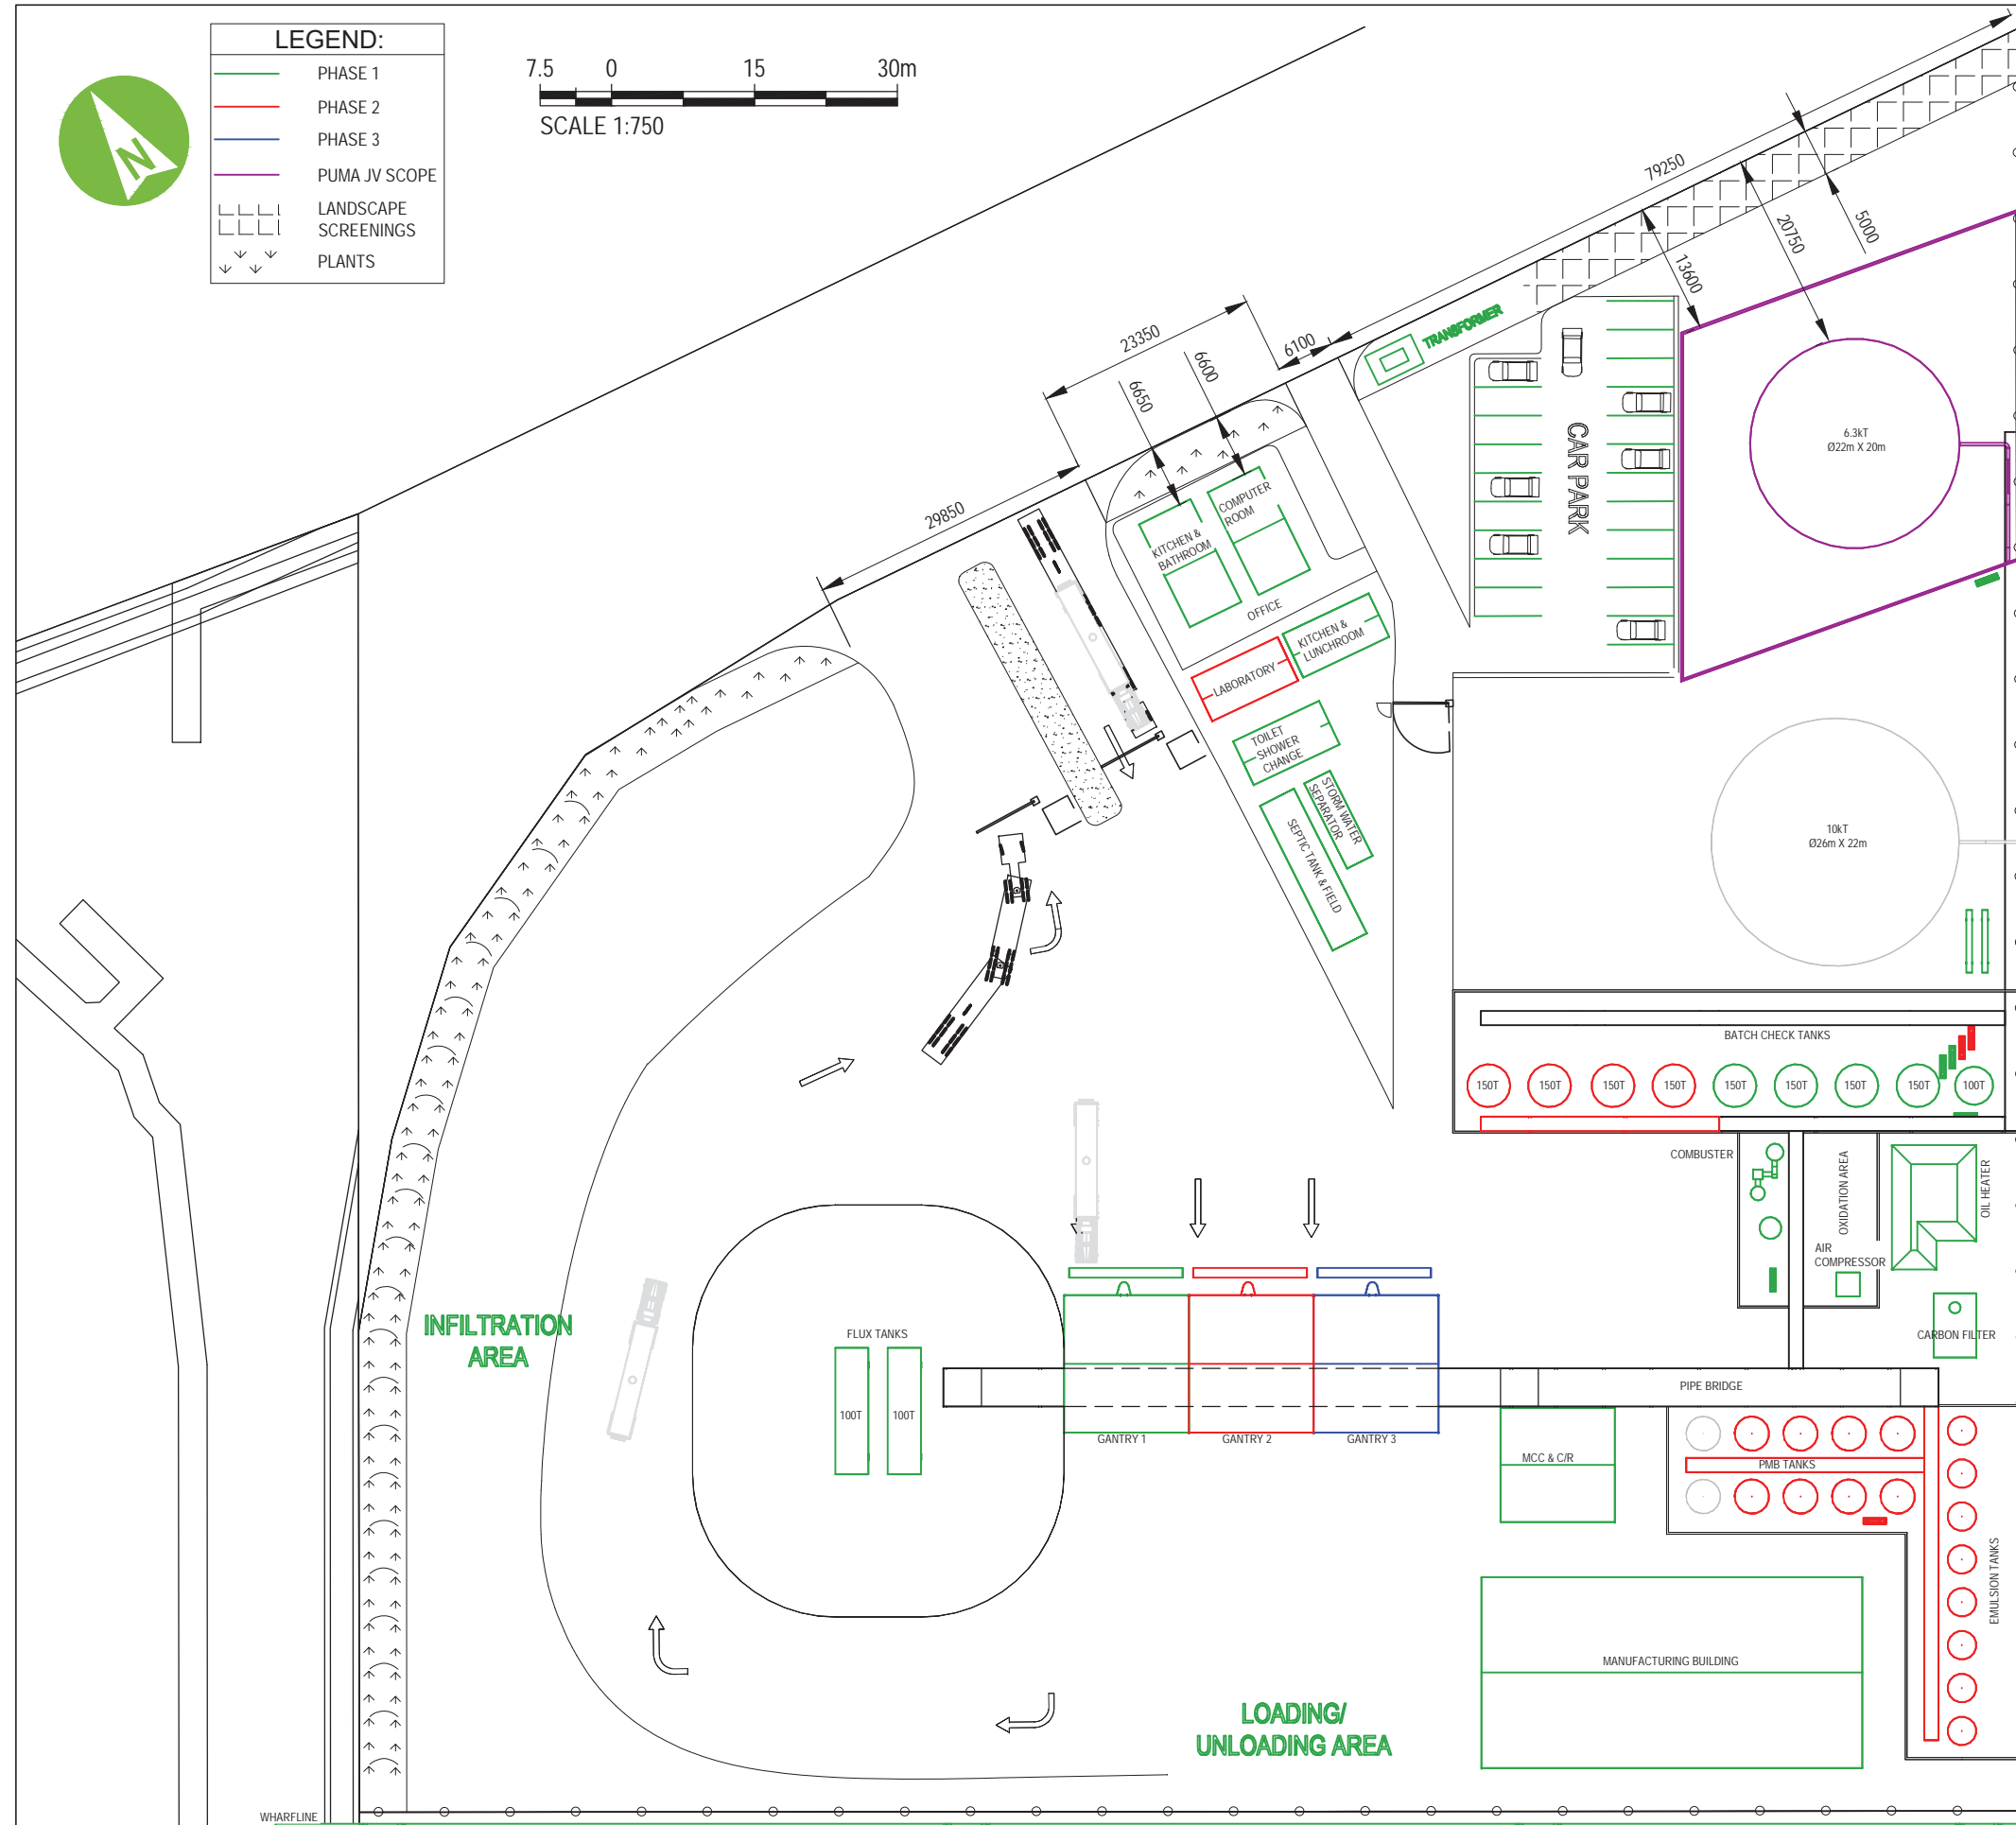 LEGEND:
PHASE 1
PHASE 2
PHASE 3
PUMA JV SCOPE
LANDSCAPE
SCREENINGS
PLANTS
N
7.5 0 15 30m
SCALE 1:750
79250
5000
20750
13600
23350
6100
6600
6650
29850
TRANSFORMER
CAR PARK
6.3kT
Ø22m X 20m
COMPUTER
ROOM
KITCHEN &
BATHROOM
OFFICE
KITCHEN &
LUNCHROOM
LABORATORY
TOILET
SHOWER
CHANGE
STORM WATER
SEPARATOR
SEPTIC TANK & FIELD
10kT
Ø26m X 22m
BATCH CHECK TANKS
150T 150T 150T 150T 150T 150T 150T 150T 100T
COMBUSTER
OXIDATION AREA
OIL HEATER
AIR
COMPRESSOR
CARBON FILTER
INFILTRATION
AREA
FLUX TANKS
100T 100T
PIPE BRIDGE
GANTRY 1 GANTRY 2 GANTRY 3
MCC & C/R
PMB TANKS
EMULSION TANKS
MANUFACTURING BUILDING
LOADING/
UNLOADING AREA
WHARFLINE